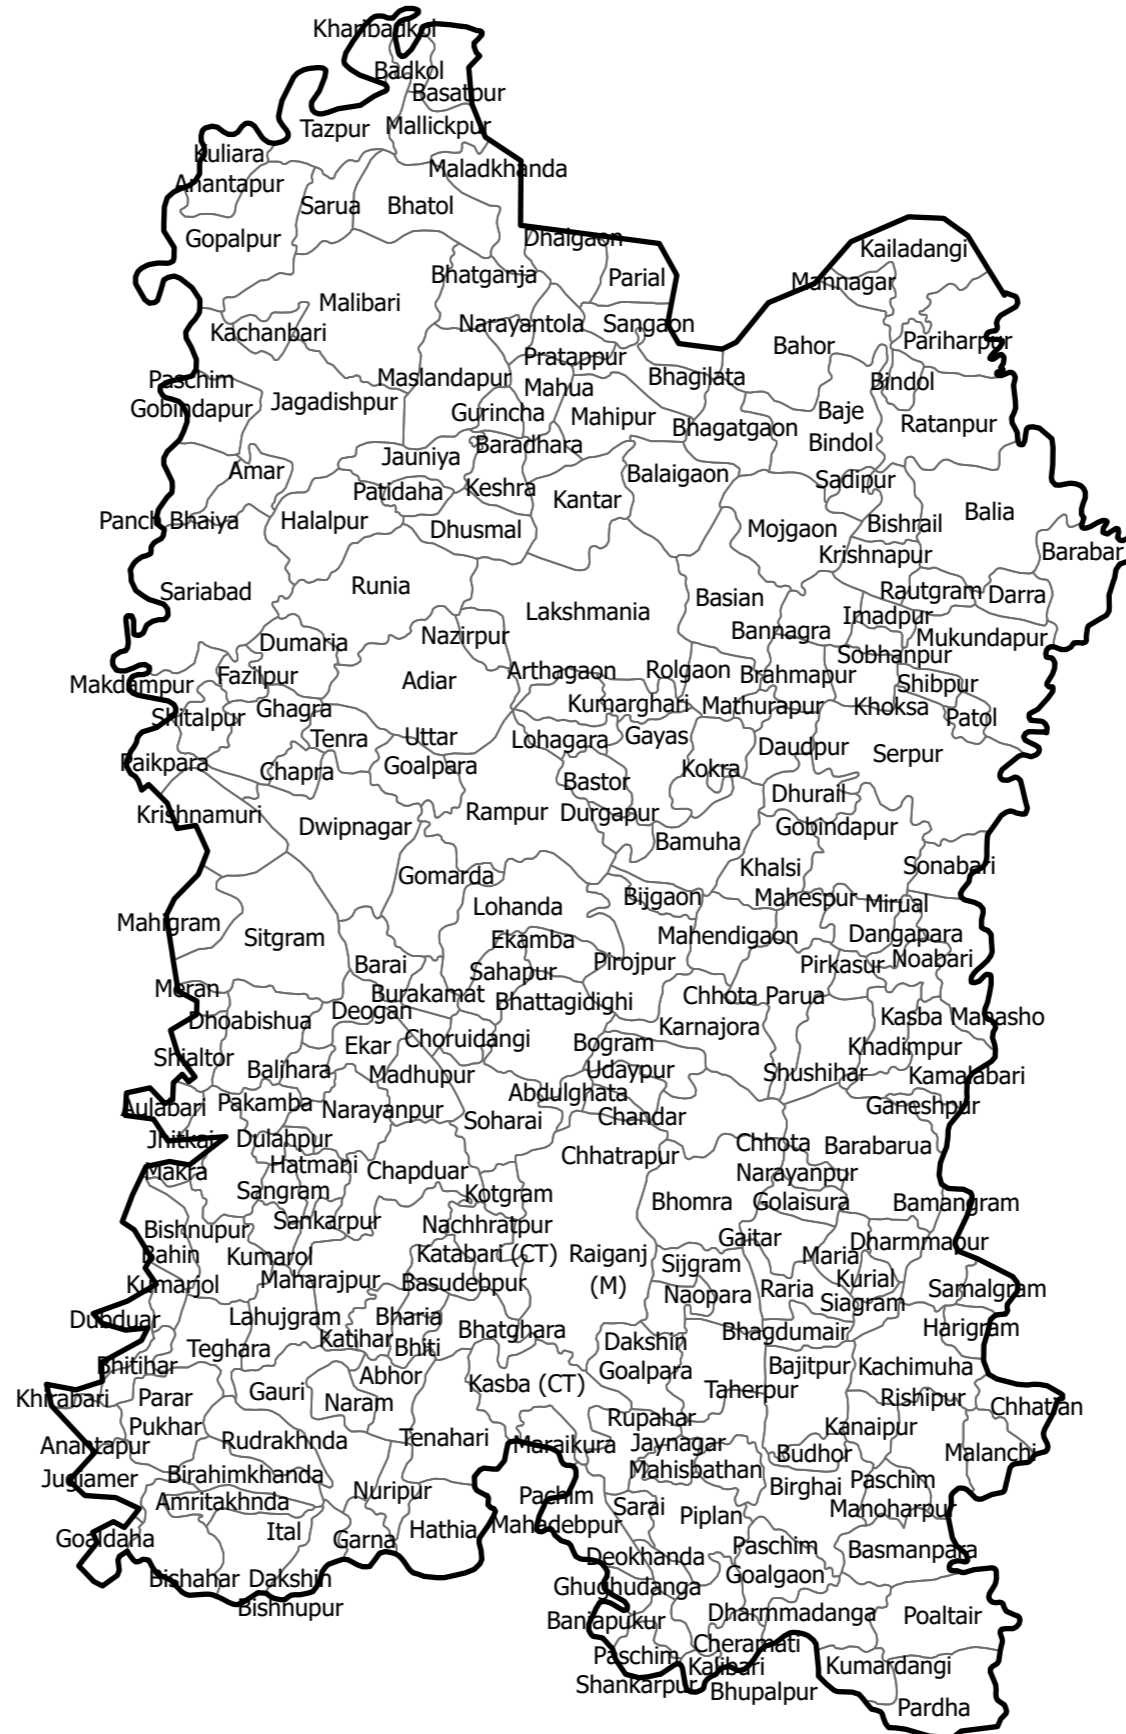 Kharibadkol
Badkol
Basatpur
Tazpur
Mallickpur
Kuliara
Maladkhanda
Anantapur
Sarua
Bhatol
Gopalpur
Dhaigaon
Kailadangi
Bhatganja
Parial
Mannagar
Malibari
Kachanbari
Narayantola
Sangaon
Bahor
Pariharpur
Pratappur
Paschim
Gobindapur
Maslandapur
Mahua
Bhagilata
Bindol
Jagadishpur
Gurincha
Mahipur
Bhagatgaon
Baje
Bindol
Ratanpur
Baradhara
Amar
Jauniya
Balaigaon
Sadipur
Patidaha
Keshra
Kantar
Panch Bhaiya
Halalpur
Dhusmal
Mojgaon
Bishrail
Balia
Krishnapur
Barabar
Sariabad
Runia
Lakshmania
Basian
Rautgram
Darra
Imadpur
Dumaria
Nazirpur
Bannagra
Mukundapur
Sobhanpur
Makdampur
Fazilpur
Adiar
Arthagaon
Rolgaon
Brahmapur
Shibpur
Shitalpur
Ghagra
Kumarghari
Mathurapur
Khoksa
Patol
Tenra
Uttar
Goalpara
Lohagara
Gayas
Daudpur
Serpur
Paikpara
Chapra
Bastor
Kokra
Dhurail
Krishnamuri
Dwipnagar
Rampur
Durgapur
Gobindapur
Bamuha
Gomarda
Khalsi
Sonabari
Bijgaon
Mahespur
Mirual
Mahigram
Sitgram
Lohanda
Ekamba
Mahendigaon
Dangapara
Barai
Sahapur
Pirojpur
Pirkasur
Noabari
Meran
Burakamat
Bhattagidighi
Chhota Parua
Dhoabishua
Deogan
Karnajora
Kasba Mahasho
Shialtor
Ekar
Choruidangi
Bogram
Khadimpur
Balihara
Madhupur
Udaypur
Shushihar
Kamalabari
Aulabari
Pakamba
Narayanpur
Abdulghata
Soharai
Chandar
Ganeshpur
Jhitkai
Dulahpur
Chhatrapur
Chhota
Narayanpur
Barabarua
Makra
Hatmani
Chapduar
Sangram
Kotgram
Bhomra
Golaisura
Bamangram
Bishnupur
Sankarpur
Nachhratpur
Bahin
Kumarol
Katabari (CT)
Raiganj
(M)
Gaitar
Dharmmapur
Maria
Sijgram
Kumarjol
Maharajpur
Basudebpur
Naopara
Raria
Kurial
Samalgram
Siagram
Dubduar
Lahujgram
Bharia
Bhatghara
Bhagdumair
Harigram
Teghara
Katihar
Bhiti
Dakshin
Goalpara
Bhitihar
Abhor
Bajitpur
Kachimuha
Khirabari
Parar
Gauri
Naram
Kasba (CT)
Taherpur
Rishipur
Chhatian
Pukhar
Rupahar
Kanaipur
Anantapur
Rudrakhnda
Tenahari
Maraikura
Jaynagar
Budhor
Malanchi
Jugiamer
Birahimkhanda
Mahisbathan
Birghai
Paschim
Manoharpur
Amritakhnda
Nuripur
Pachim
Mahadebpur
Sarai
Piplan
Goaldaha
Ital
Garna
Hathia
Deokhanda
Paschim
Goalgaon
Basmanpara
Bishahar
Dakshin
Bishnupur
Ghughudanga
Banjapukur
Dharmmadanga
Poaltair
Paschim
Shankarpur
Cheramati
Kalibari
Bhupalpur
Kumardangi
Pardha